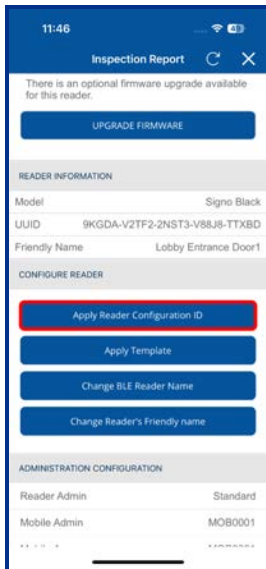 11:46
Inspection Report
There is an optional firmware upgrade available
for this reader.
UPGRADE FIRMWARE
READER INFORMATION
Model Signo Black
UUID 9KGDA-V2TF2-2NST3-V88J8-TTXBD
Friendly Name Lobby Entrance Door1
CONFIGURE READER
Apply Reader Configuration ID
Apply Template
Change BLE Reader Name
Change Reader's Friendly name
ADMINISTRATION CONFIGURATION
Reader Admin Standard
Mobile Admin MOB0001